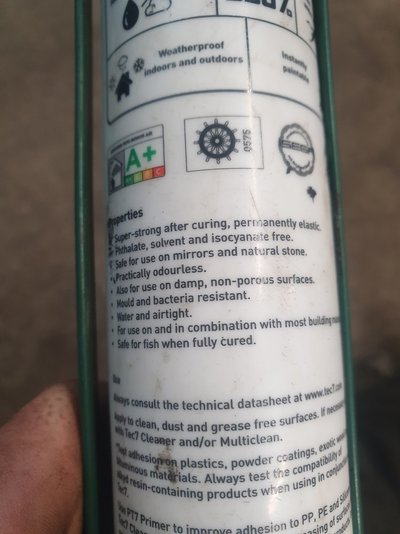 Weatherproof
indoors and outdoors
Instantly
paintable
A+
0575
Properties
Super-strong after curing, permanently elastic.
Phthalate, solvent and isocyanate free.
Safe for use on mirrors and natural stone.
Practically odourless.
• Also for use on damp, non-porous surfaces.
• Mould and bacteria resistant.
• Water and airtight.
• For use on and in combination with most building
• Safe for fish when fully cured.
Use
Always consult the technical datasheet at www.tec7.com
Apply to clean, dust and grease free surfaces. If necessary
with Tec7 Cleaner and/or Multiclean.
adhesion on plastics, powder coatings, exotic
materials. Always test the compatibility of
resin-containing products when using in
Tec7.
PT7 Primer to improve adhesion to PP, PE and